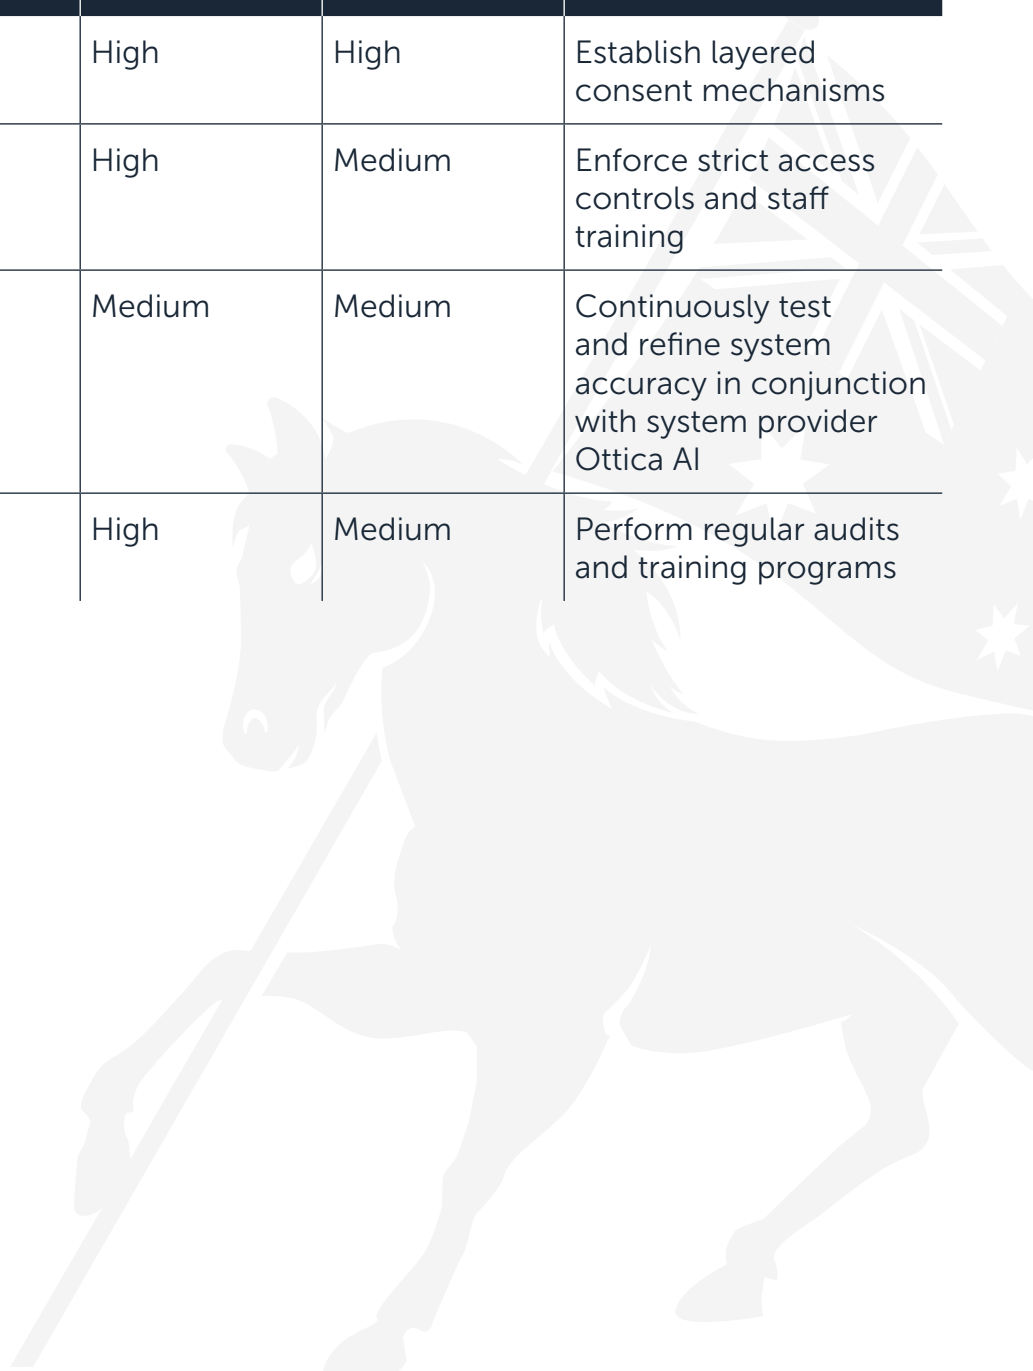 High High Establish layered
consent mechanisms
High Medium Enforce strict access
controls and staff
training
Medium Medium Continuously test
and refine system
accuracy in conjunction
with system provider
Ottica AI
High Medium Perform regular audits
and training programs